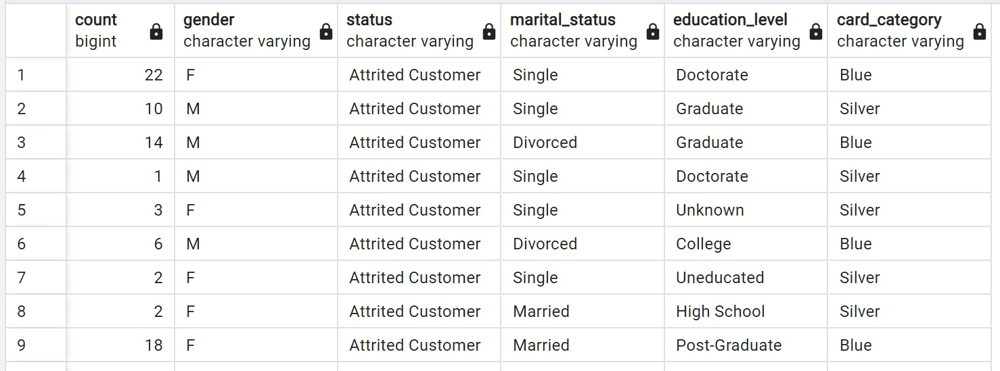 count gender status marital_status education_level card_category
bigint character varying character varying character varying character varying character varying
1 22 F Attrited Customer Single Doctorate Blue
2 10 M Attrited Customer Single Graduate Silver
3 14 M Attrited Customer Divorced Graduate Blue
4 1 M Attrited Customer Single Doctorate Silver
5 3 F Attrited Customer Single Unknown Silver
6 6 M Attrited Customer Divorced College Blue
7 2 F Attrited Customer Single Uneducated Silver
8 2 F Attrited Customer Married High School Silver
9 18 F Attrited Customer Married Post-Graduate Blue